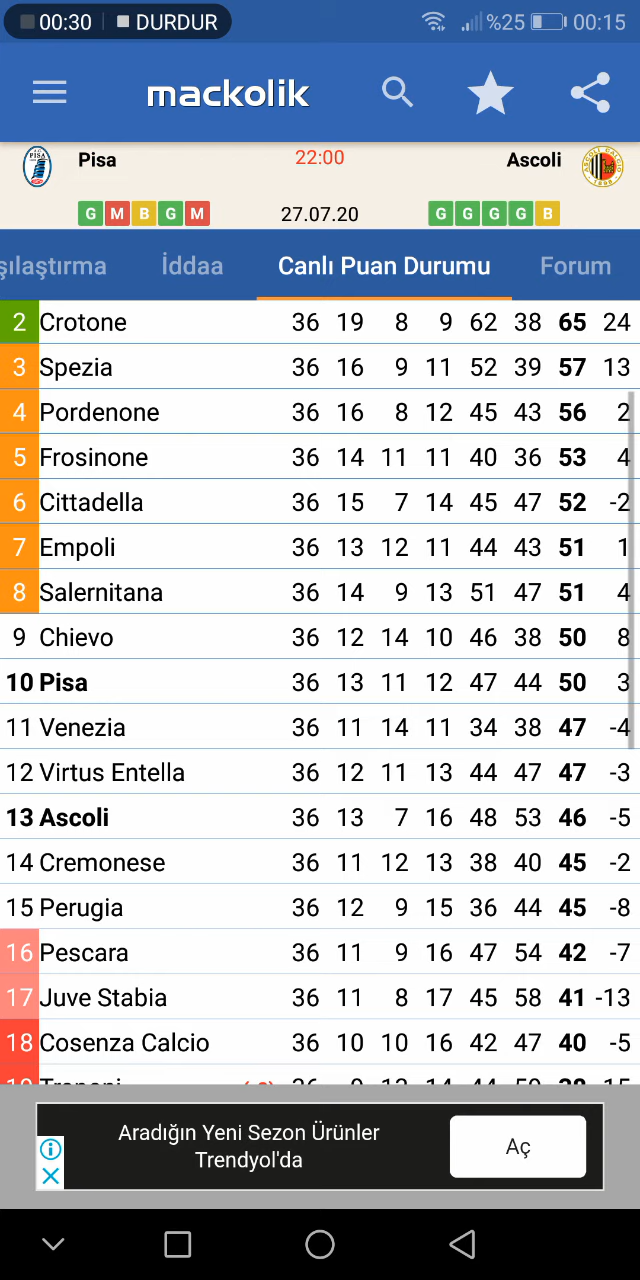 00:30 DURDUR %25 00:15
mackolik
Pisa 22:00 Ascoli
G M B G M 27.07.20 G G G G B
şılaştırma İddaa Canlı Puan Durumu Forum
2 Crotone 36 19 8 9 62 38 65 24
3 Spezia 36 16 9 11 52 39 57 13
4 Pordenone 36 16 8 12 45 43 56 2
5 Frosinone 36 14 11 11 40 36 53 4
6 Cittadella 36 15 7 14 45 47 52 -2
7 Empoli 36 13 12 11 44 43 51 1
8 Salernitana 36 14 9 13 51 47 51 4
9 Chievo 36 12 14 10 46 38 50 8
10 Pisa 36 13 11 12 47 44 50 3
11 Venezia 36 11 14 11 34 38 47 -4
12 Virtus Entella 36 12 11 13 44 47 47 -3
13 Ascoli 36 13 7 16 48 53 46 -5
14 Cremonese 36 11 12 13 38 40 45 -2
15 Perugia 36 12 9 15 36 44 45 -8
16 Pescara 36 11 9 16 47 54 42 -7
17 Juve Stabia 36 11 8 17 45 58 41 -13
18 Cosenza Calcio 36 10 10 16 42 47 40 -5
Aradığın Yeni Sezon Ürünler
Trendyol'da
Aç